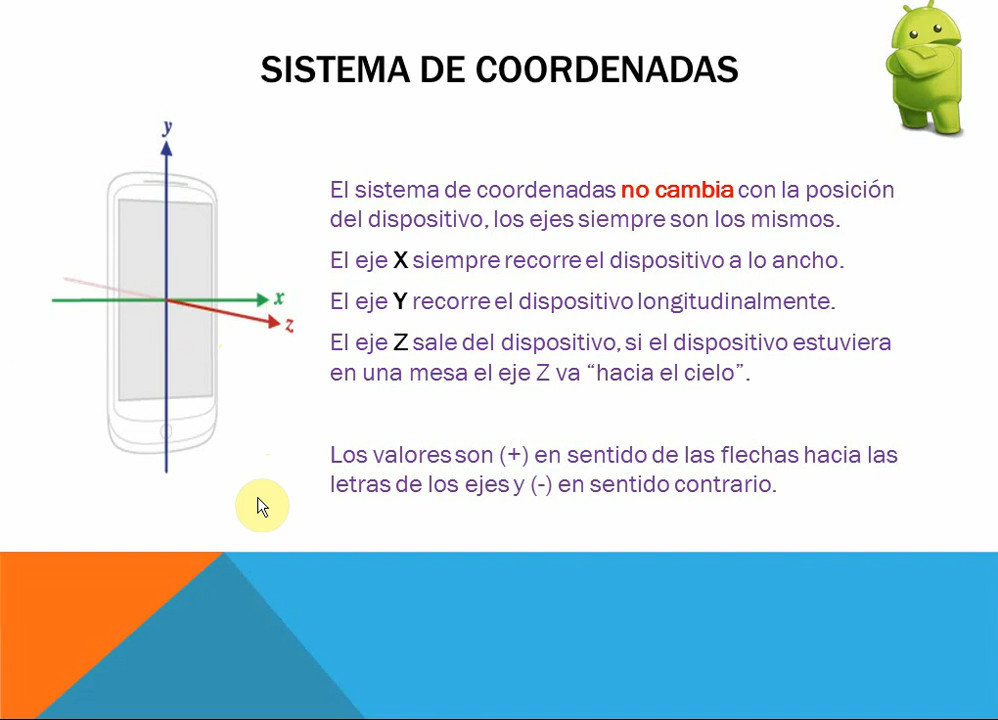 SISTEMA DE COORDENADAS
y
x
z
El sistema de coordenadas no cambia con la posición
del dispositivo, los ejes siempre son los mismos.
El eje X siempre recorre el dispositivo a lo ancho.
El eje Y recorre el dispositivo longitudinalmente.
El eje Z sale del dispositivo, si el dispositivo estuviera
en una mesa el eje Z va “hacia el cielo”.
Los valores son (+) en sentido de las flechas hacia las
letras de los ejes y (-) en sentido contrario.